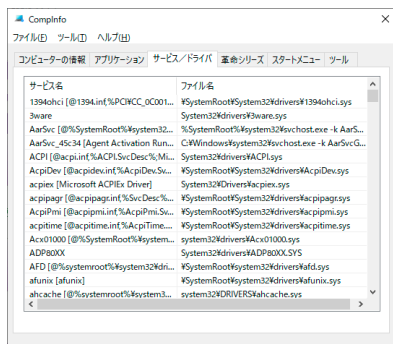 CompInfo
ファイル(F) ツール(T) ヘルプ(H)
コンピューターの情報 アプリケーション サービス／ドライバ 革命シリーズ スタートメニュー ツール
サービス名 ファイル名
1394ohci [@1394.inf,%PCI¥CC_0C001... ¥SystemRoot¥System32¥drivers¥1394ohci.sys
3ware System32¥drivers¥3ware.sys
AarSvc [@%SystemRoot%¥system32... %SystemRoot%¥system32¥svchost.exe -k AarS...
AarSvc_45c34 [Agent Activation Run... C:¥Windows¥system32¥svchost.exe -k AarSvcG...
ACPI [@acpi.inf,%ACPI.SvcDesc%;Mi... System32¥drivers¥ACPI.sys
AcpiDev [@acpidev.inf,%AcpiDev.Sv... ¥SystemRoot¥System32¥drivers¥AcpiDev.sys
acpiex [Microsoft ACPIEx Driver] System32¥Drivers¥acpiex.sys
acpipagr [@acpipagr.inf,%SvcDesc%... ¥SystemRoot¥System32¥drivers¥acpipagr.sys
AcpiPmi [@acpipmi.inf,%AcpiPmi.Sv... ¥SystemRoot¥System32¥drivers¥acpipmi.sys
acpitime [@acpitime.inf,%AcpiTime.... ¥SystemRoot¥System32¥drivers¥acpitime.sys
Acx01000 [@%SystemRoot%¥system... system32¥drivers¥Acx01000.sys
ADP80XX System32¥drivers¥ADP80XX.SYS
AFD [@%systemroot%¥system32¥dri... ¥SystemRoot¥system32¥drivers¥afd.sys
afunix [afunix] ¥SystemRoot¥system32¥drivers¥afunix.sys
ahcache [@%systemroot%¥system3... system32¥DRIVERS¥ahcache.sys